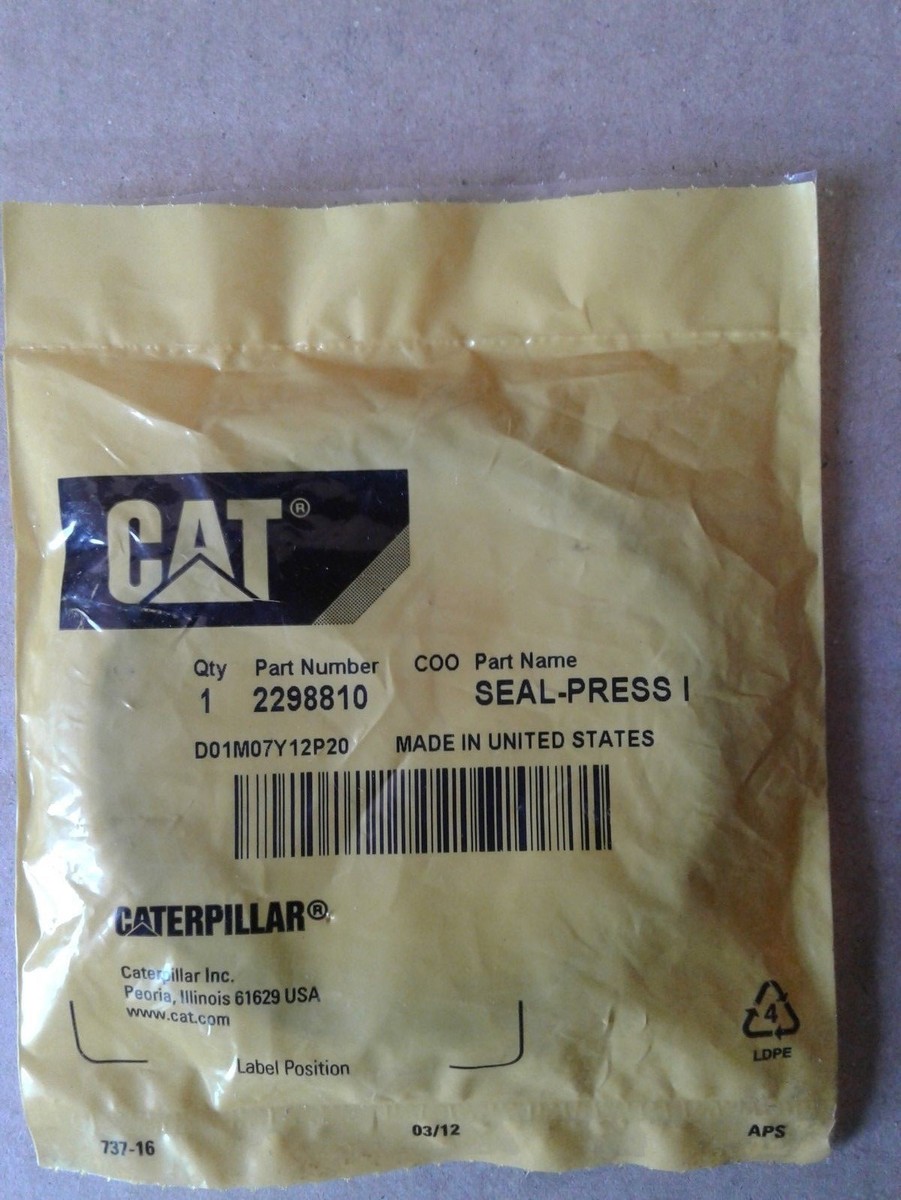 CAT®
Qty Part Number COO Part Name
1 2298810 SEAL-PRESS I
D01M07Y12P20 MADE IN UNITED STATES
CATERPILLAR®
Caterpillar Inc.
Peoria, Illinois 61629 USA
www.cat.com
4
LDPE
Label Position
737-16 03/12 APS